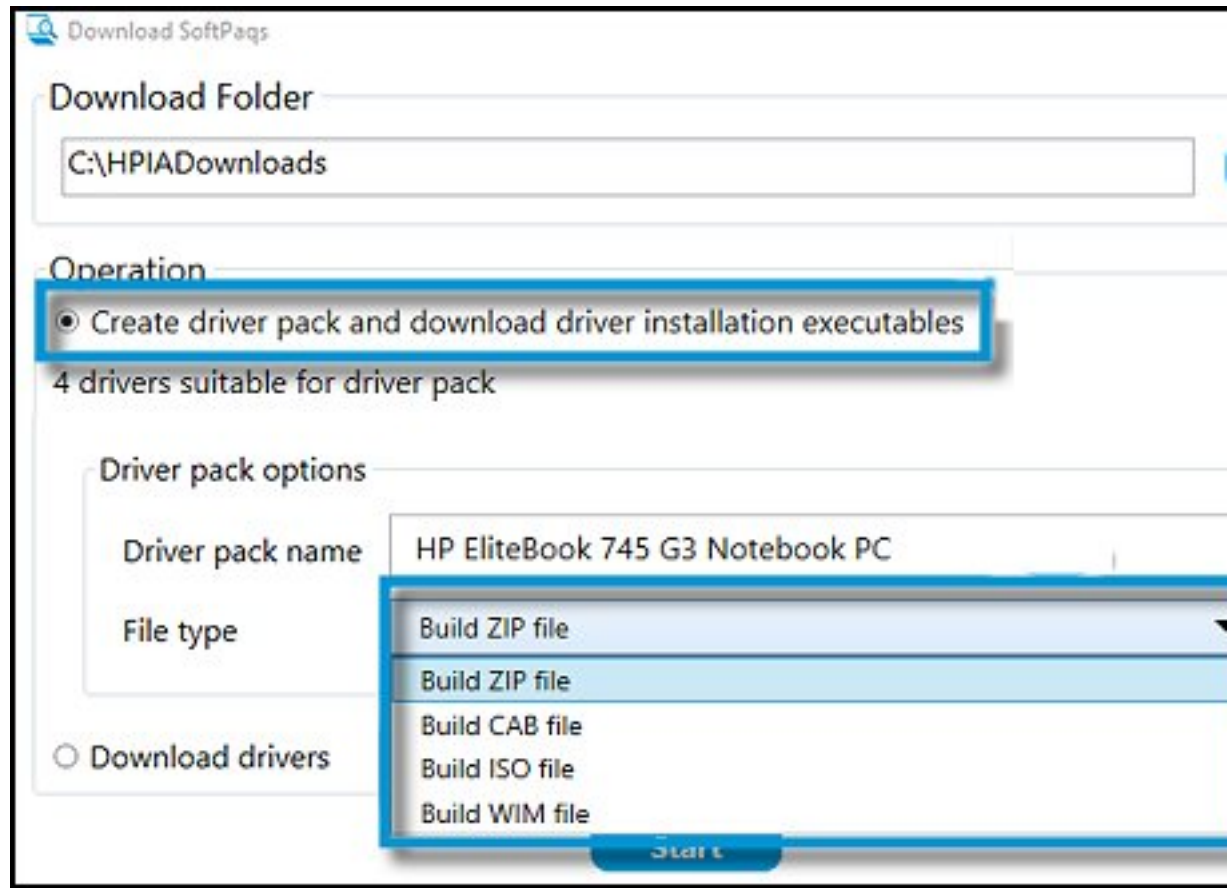 Download SoftPaqs
Download Folder
C:\HPIADownloads
Operation
Create driver pack and download driver installation executables
4 drivers suitable for driver pack
Driver pack options
Driver pack name
HP EliteBook 745 G3 Notebook PC
File type
Build ZIP file
Build ZIP file
Build CAB file
Build ISO file
Build WIM file
Download drivers
Start